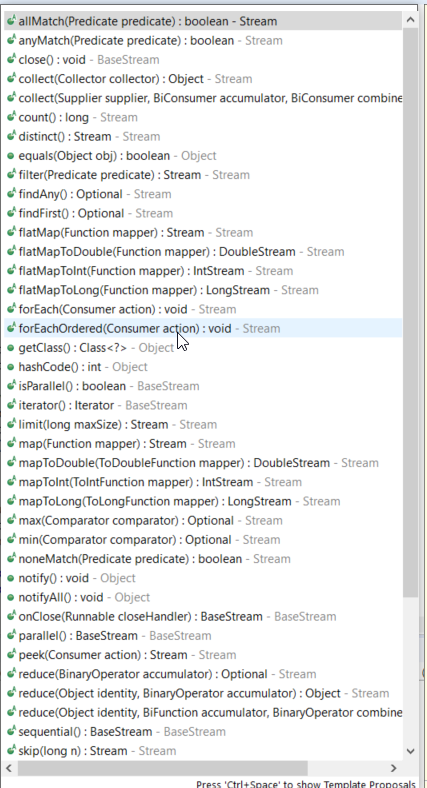 allMatch(Predicate predicate) : boolean - Stream
anyMatch(Predicate predicate) : boolean - Stream
close() : void - BaseStream
collect(Collector collector) : Object - Stream
collect(Supplier supplier, BiConsumer accumulator, BiConsumer combine
count() : long - Stream
distinct() : Stream - Stream
equals(Object obj) : boolean - Object
filter(Predicate predicate) : Stream - Stream
findAny() : Optional - Stream
findFirst() : Optional - Stream
flatMap(Function mapper) : Stream - Stream
flatMapToDouble(Function mapper) : DoubleStream - Stream
flatMapToInt(Function mapper) : IntStream - Stream
flatMapToLong(Function mapper) : LongStream - Stream
forEach(Consumer action) : void - Stream
forEachOrdered(Consumer action) : void - Stream
getClass() : Class<?> - Object
hashCode() : int - Object
isParallel() : boolean - BaseStream
iterator() : Iterator - BaseStream
limit(long maxSize) : Stream - Stream
map(Function mapper) : Stream - Stream
mapToDouble(ToDoubleFunction mapper) : DoubleStream - Stream
mapToInt(ToIntFunction mapper) : IntStream - Stream
mapToLong(ToLongFunction mapper) : LongStream - Stream
max(Comparator comparator) : Optional - Stream
min(Comparator comparator) : Optional - Stream
noneMatch(Predicate predicate) : boolean - Stream
notify() : void - Object
notifyAll() : void - Object
onClose(Runnable closeHandler) : BaseStream - BaseStream
parallel() : BaseStream - BaseStream
peek(Consumer action) : Stream - Stream
reduce(BinaryOperator accumulator) : Optional - Stream
reduce(Object identity, BinaryOperator accumulator) : Object - Stream
reduce(Object identity, BiFunction accumulator, BinaryOperator combine
sequential() : BaseStream - BaseStream
skip(long n) : Stream - Stream
Press 'Ctrl+Space' to show Template Proposals